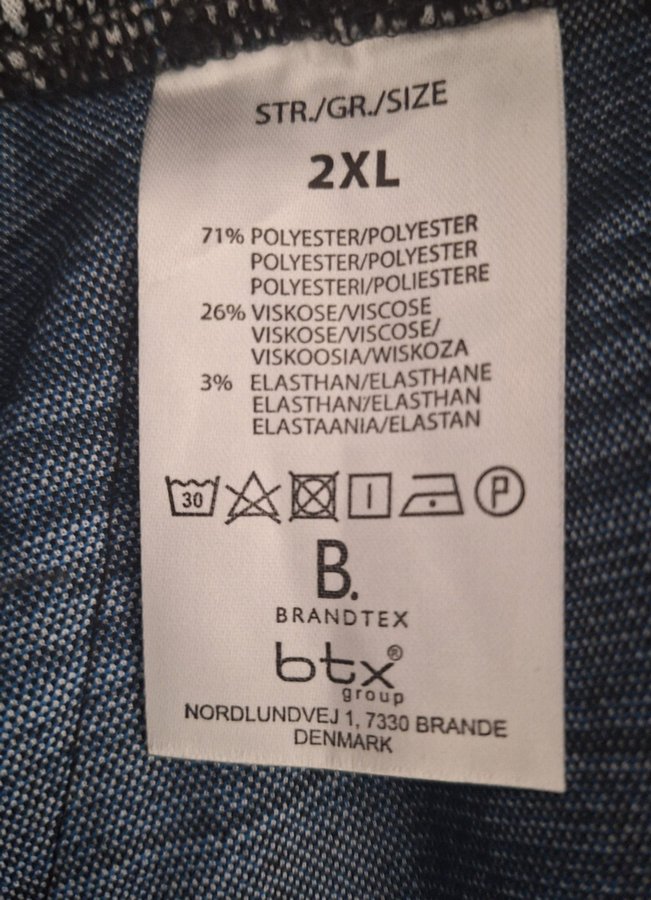 STR./GR./SIZE
2XL
71% POLYESTER/POLYESTER
POLYESTER/POLYESTER
POLYESTERI/POLIESTERE
26% VISKOSE/VISCOSE
VISKOSE/VISCOSE/
VISKOOSIA/WISKOZA
3% ELASTHAN/ELASTHANE
ELASTHAN/ELASTHAN
ELASTAANIA/ELASTAN
30 P
B.
BRANDTEX
btx®
group
NORDLUNDVEJ 1, 7330 BRANDE
DENMARK